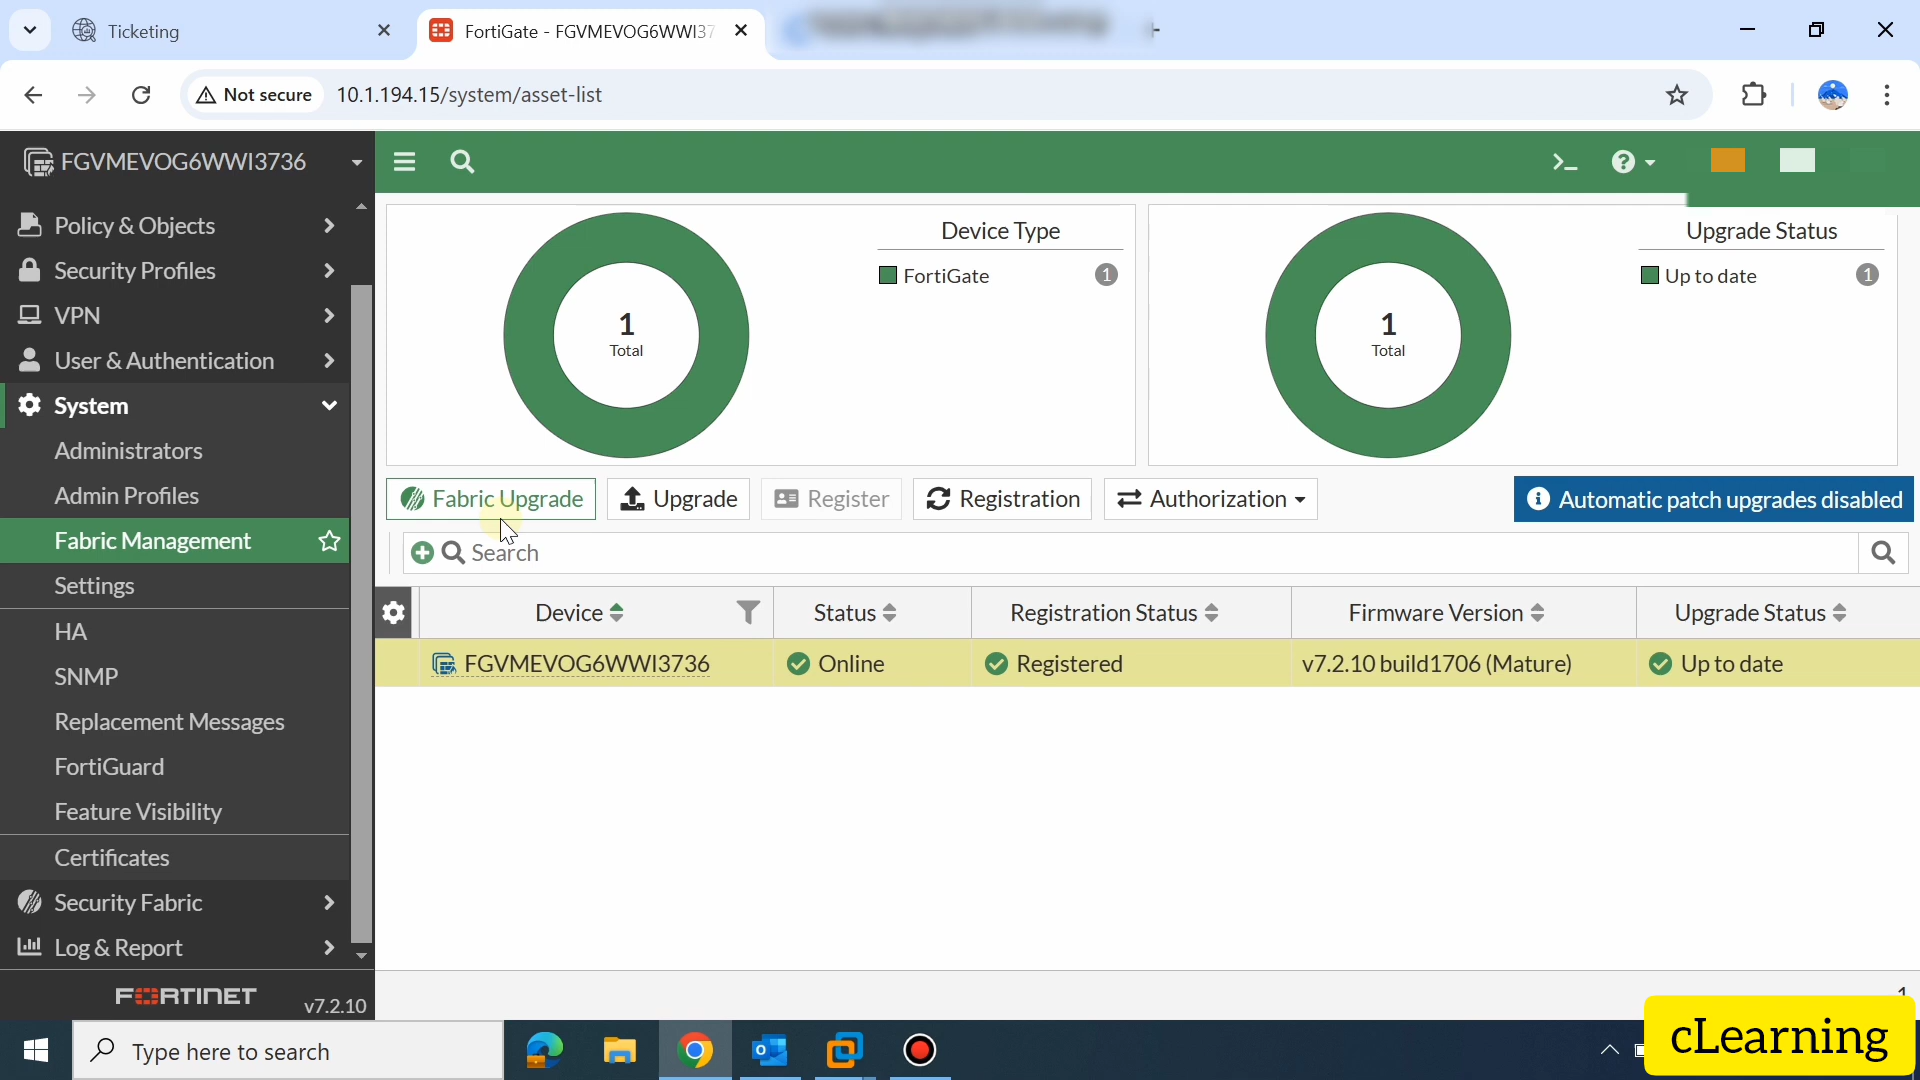 Ticketing
FortiGate - FGVMEVOG6WWI37
Not secure
10.1.194.15/system/asset-list
FGVMEVOG6WWI3736
Policy & Objects
Security Profiles
VPN
User & Authentication
System
Administrators
Admin Profiles
Fabric Management
Settings
HA
SNMP
Replacement Messages
FortiGuard
Feature Visibility
Certificates
Security Fabric
Log & Report
FORTINET
v7.2.10
1
Total
Device Type
FortiGate
1
1
Total
Upgrade Status
Up to date
1
Fabric Upgrade
Upgrade
Register
Registration
Authorization
Automatic patch upgrades disabled
Search
Device
Status
Registration Status
Firmware Version
Upgrade Status
FGVMEVOG6WWI3736
Online
Registered
v7.2.10 build1706 (Mature)
Up to date
Type here to search
cLearning